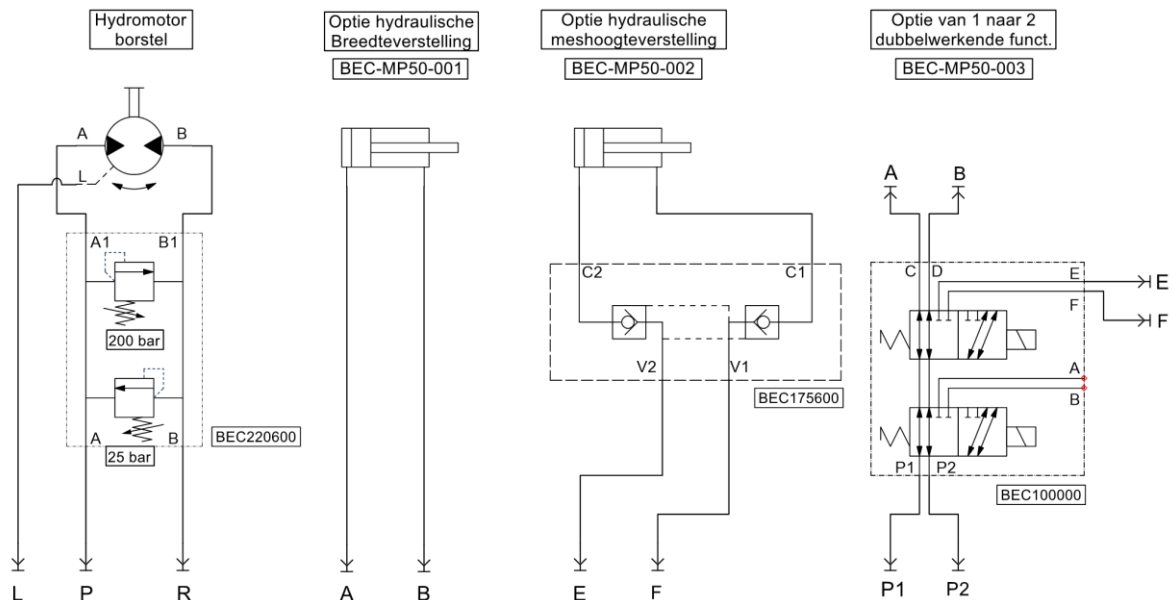 Hydromotor
borstel
Optie hydraulische
Breedteverstelling
BEC-MP50-001
Optie hydraulische
meshoogteverstelling
BEC-MP50-002
Optie van 1 naar 2
dubbelwerkende funct.
BEC-MP50-003
A B
L
A1 B1
200 bar
A B
25 bar
BEC220600
L P R
A B
C2 C1
V2 V1
BEC175600
E F
A B
C D E
E
F
F
A
B
P1 P2
BEC100000
P1 P2